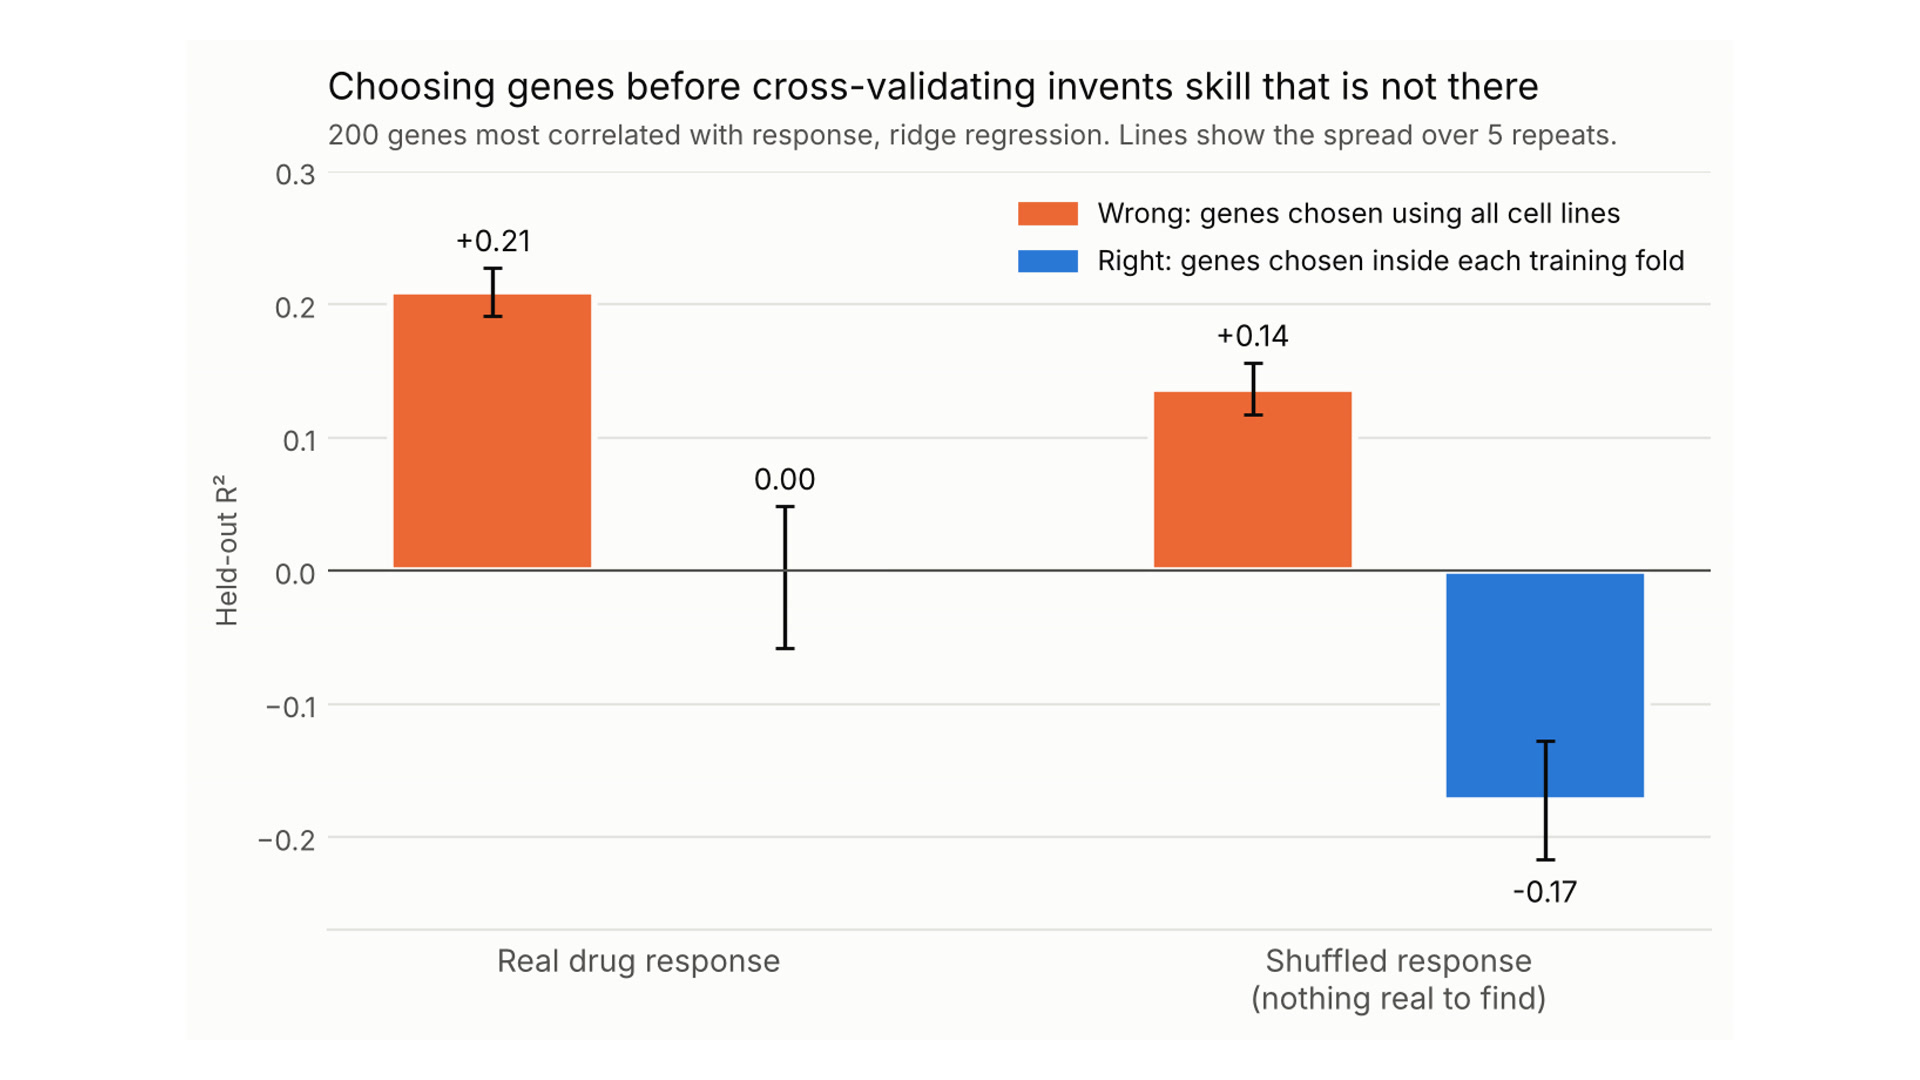 Choosing genes before cross-validating invents skill that is not there
200 genes most correlated with response, ridge regression. Lines show the spread over 5 repeats.
Wrong: genes chosen using all cell lines
Right: genes chosen inside each training fold
Held-out R²
0.3
0.2
0.1
0.0
−0.1
−0.2
+0.21
0.00
+0.14
-0.17
Real drug response
Shuffled response
(nothing real to find)